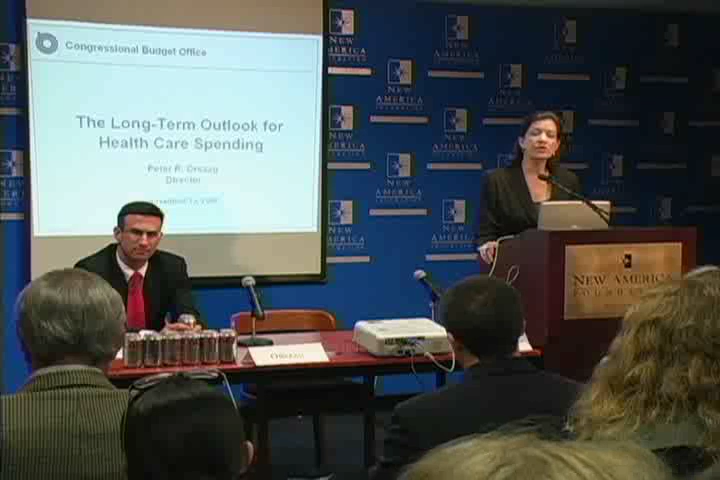 Congressional Budget Office
The Long-Term Outlook for
Health Care Spending
Peter R. Orszag
Director
NEW
AMERICA
FOUNDATION
NEW AMERICA
FOUNDATION
ORSZAG